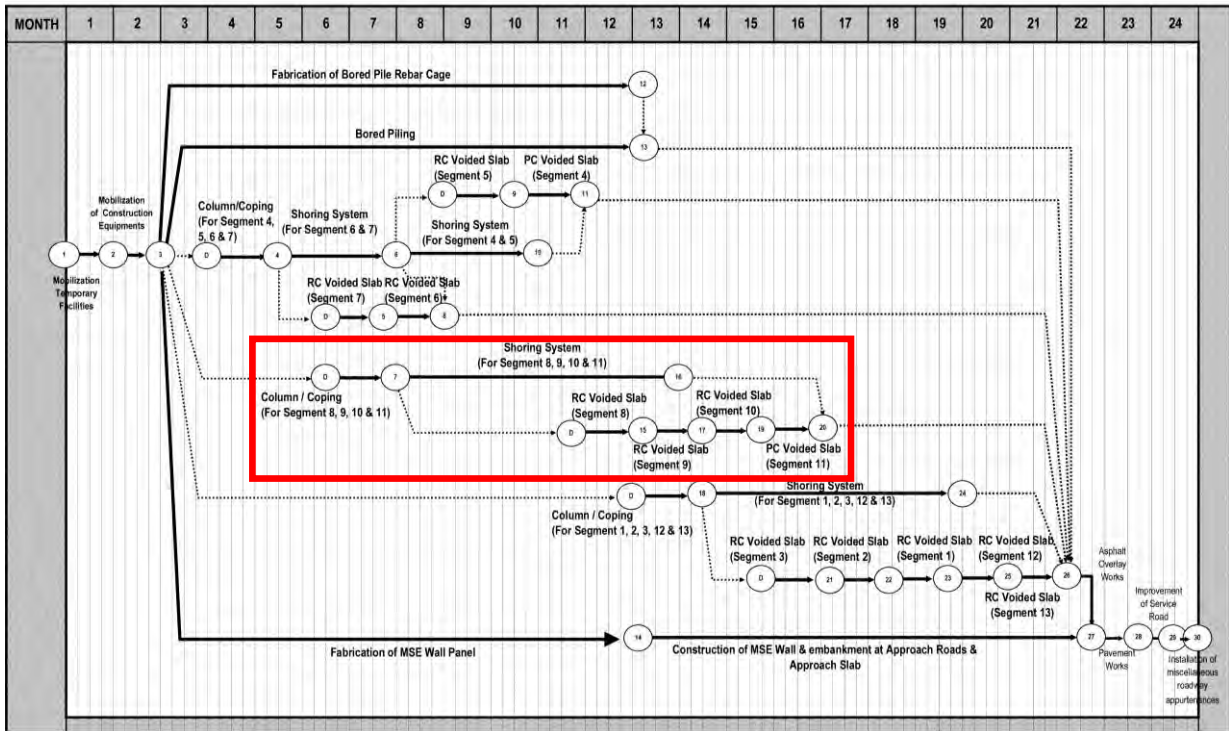 MONTH 1 2 3 4 5 6 7 8 9 10 11 12 13 14 15 16 17 18 19 20 21 22 23 24
Fabrication of Bored Pile Rebar Cage
12
Bored Piling
13
RC Voided Slab
(Segment 5)
PC Voided Slab
(Segment 4)
D
9
11
Mobilization
of Construction
Equipments
Column/Coping
(For Segment 4,
5, 6 & 7)
Shoring System
(For Segment 6 & 7)
Shoring System
(For Segment 4 & 5)
1
2
3
D
4
Mobilization
Temporary
Facilities
RC Voided Slab
(Segment 7)
RC Voided Slab
(Segment 6)
D
5
Shoring System
(For Segment 8, 9, 10 & 11)
D
7
16
Column / Coping
(For Segment 8, 9, 10 & 11)
RC Voided Slab
(Segment 8)
RC Voided Slab
(Segment 10)
D
15
17
19
20
RC Voided Slab
(Segment 9)
PC Voided Slab
(Segment 11)
Shoring System
(For Segment 1, 2, 3, 12 & 13)
D
18
24
Column / Coping
(For Segment 1, 2, 3, 12 & 13)
RC Voided Slab
(Segment 3)
RC Voided Slab
(Segment 2)
RC Voided Slab
(Segment 1)
RC Voided Slab
(Segment 12)
D
21
22
23
25
26
RC Voided Slab
(Segment 13)
Asphalt
Overlay
Works
Improvement
of Service
Road
14
27
28
29
30
Fabrication of MSE Wall Panel
Construction of MSE Wall & embankment at Approach Roads &
Approach Slab
Pavement
Works
Installation of
miscellaneous
roadway
appurtenances